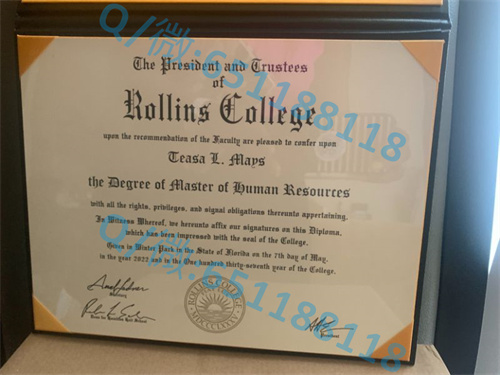 The President and Trustees
of
Rollins College
upon the recommendation of the Faculty are pleased to confer upon
Teasa L. Mays
the Degree of Master of Human Resources
with all the rights, privileges, and signal obligations thereunto appertaining.
In Witness Whereof, we hereunto affix our signatures on this Diploma,
which has been impressed with the seal of the College.
Given in Winter Park in the State of Florida on the 7th day of May,
in the year 2022 and in the One hundred thirty-seventh year of the College.
ROLLINS COLLEGE
MDCCCLXXXV
Q/微:651188118
Q/微:651188118